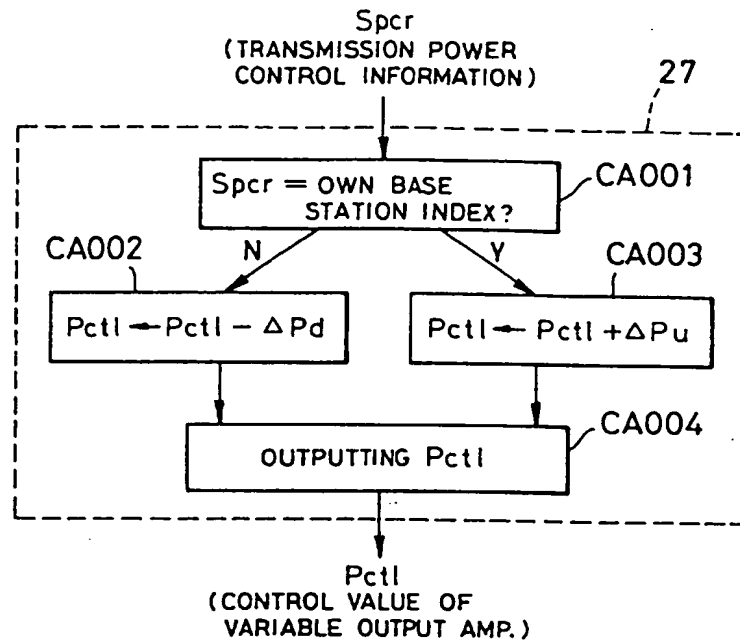 Spcr
(TRANSMISSION POWER
CONTROL INFORMATION)
27
Spcr = OWN BASE
STATION INDEX?
CA001
N
Y
CA002
CA003
Pctl ← Pctl − ΔPd
Pctl ← Pctl + ΔPu
CA004
OUTPUTTING Pctl
Pctl
(CONTROL VALUE OF
VARIABLE OUTPUT AMP.)